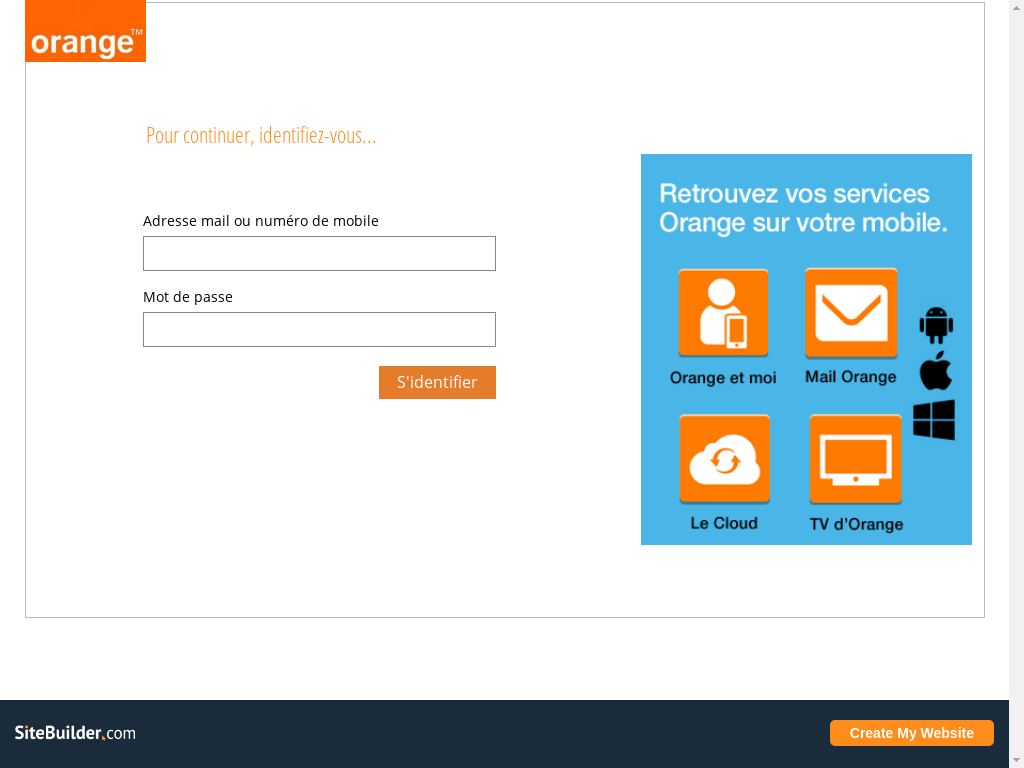 orange™
Pour continuer, identifiez-vous...
Adresse mail ou numéro de mobile
Mot de passe
S'identifier
Retrouvez vos services
Orange sur votre mobile.
Orange et moi
Mail Orange
Le Cloud
TV d'Orange
SiteBuilder.com
Create My Website